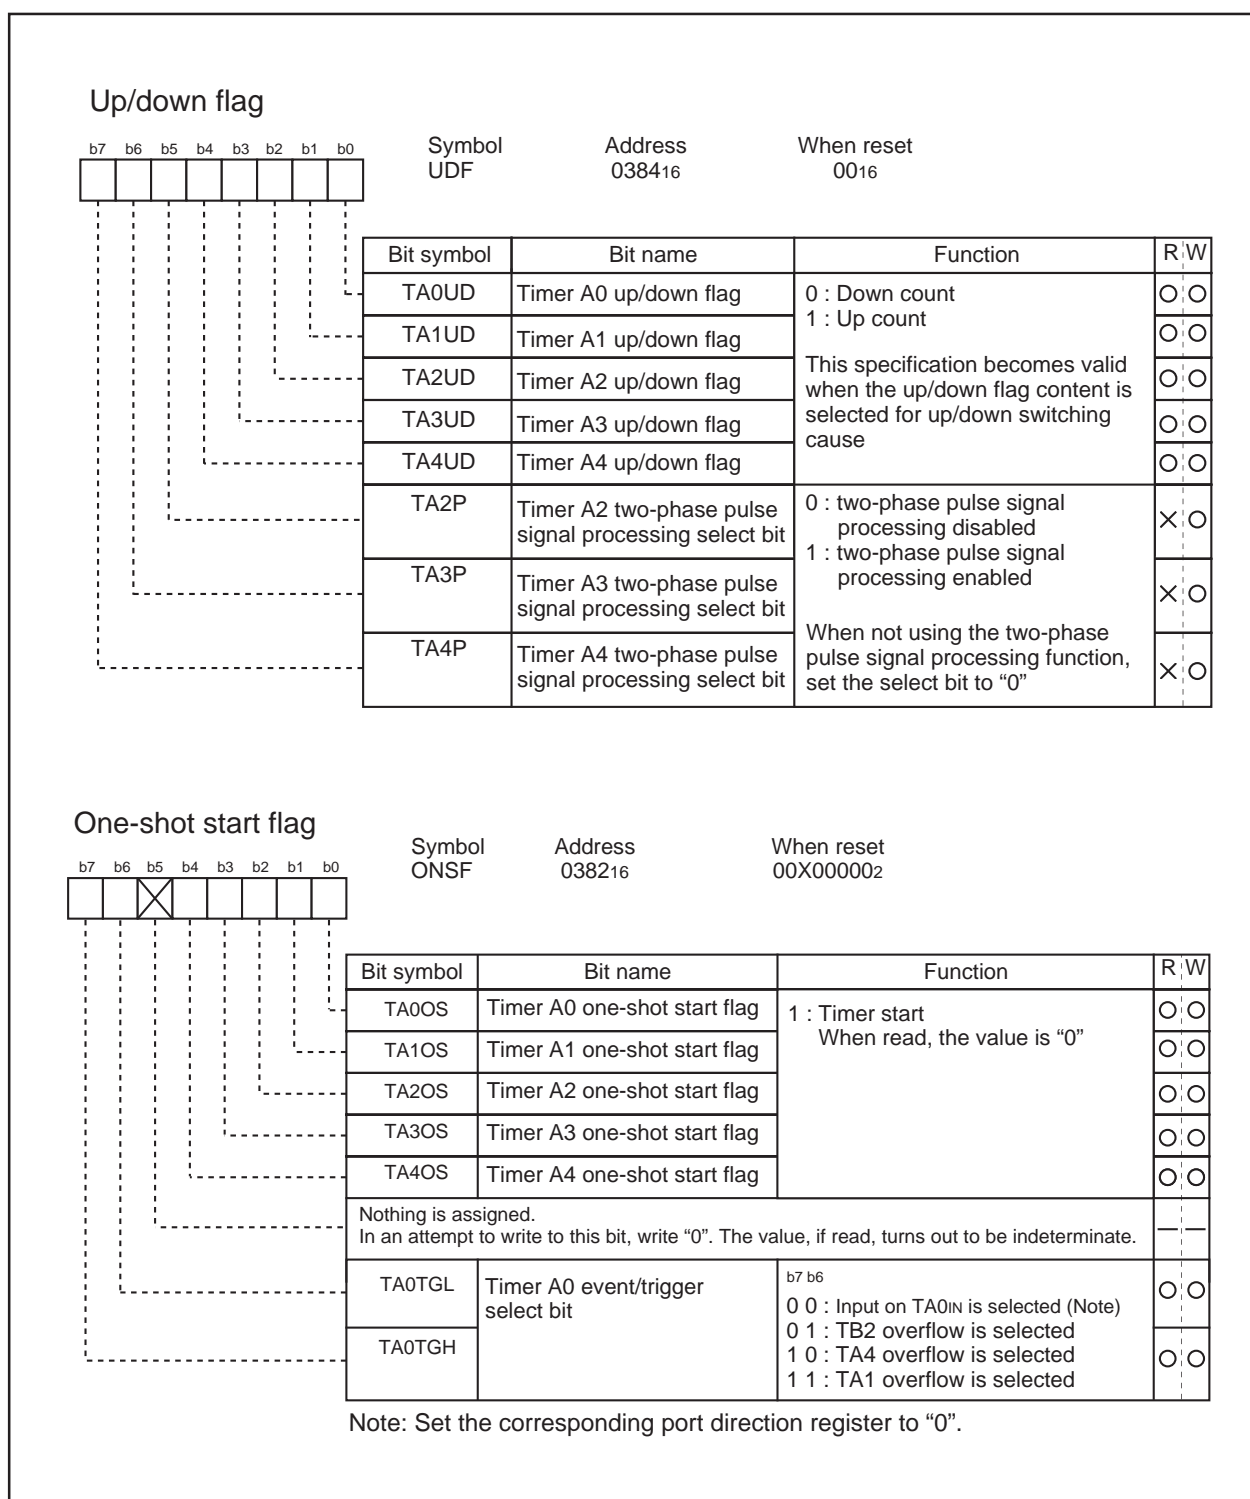 Up/down flag
b7 b6 b5 b4 b3 b2 b1 b0
Symbol Address When reset
UDF 038416 0016
Bit symbol Bit name Function R W
TA0UD Timer A0 up/down flag
TA1UD Timer A1 up/down flag
TA2UD Timer A2 up/down flag
TA3UD Timer A3 up/down flag
TA4UD Timer A4 up/down flag
0 : Down count
1 : Up count
This specification becomes valid
when the up/down flag content is
selected for up/down switching
cause
TA2P
Timer A2 two-phase pulse
signal processing select bit
TA3P
Timer A3 two-phase pulse
signal processing select bit
TA4P
Timer A4 two-phase pulse
signal processing select bit
0 : two-phase pulse signal
processing disabled
1 : two-phase pulse signal
processing enabled
When not using the two-phase
pulse signal processing function,
set the select bit to “0”
One-shot start flag
b7 b6 b5 b4 b3 b2 b1 b0
Symbol Address When reset
ONSF 038216 00X000002
Bit symbol Bit name Function R W
TA0OS Timer A0 one-shot start flag
TA1OS Timer A1 one-shot start flag
TA2OS Timer A2 one-shot start flag
TA3OS Timer A3 one-shot start flag
TA4OS Timer A4 one-shot start flag
1 : Timer start
When read, the value is “0”
Nothing is assigned.
In an attempt to write to this bit, write “0”. The value, if read, turns out to be indeterminate.
TA0TGL
TA0TGH
Timer A0 event/trigger
select bit
b7 b6
0 0 : Input on TA0IN is selected (Note)
0 1 : TB2 overflow is selected
1 0 : TA4 overflow is selected
1 1 : TA1 overflow is selected
Note: Set the corresponding port direction register to “0”.